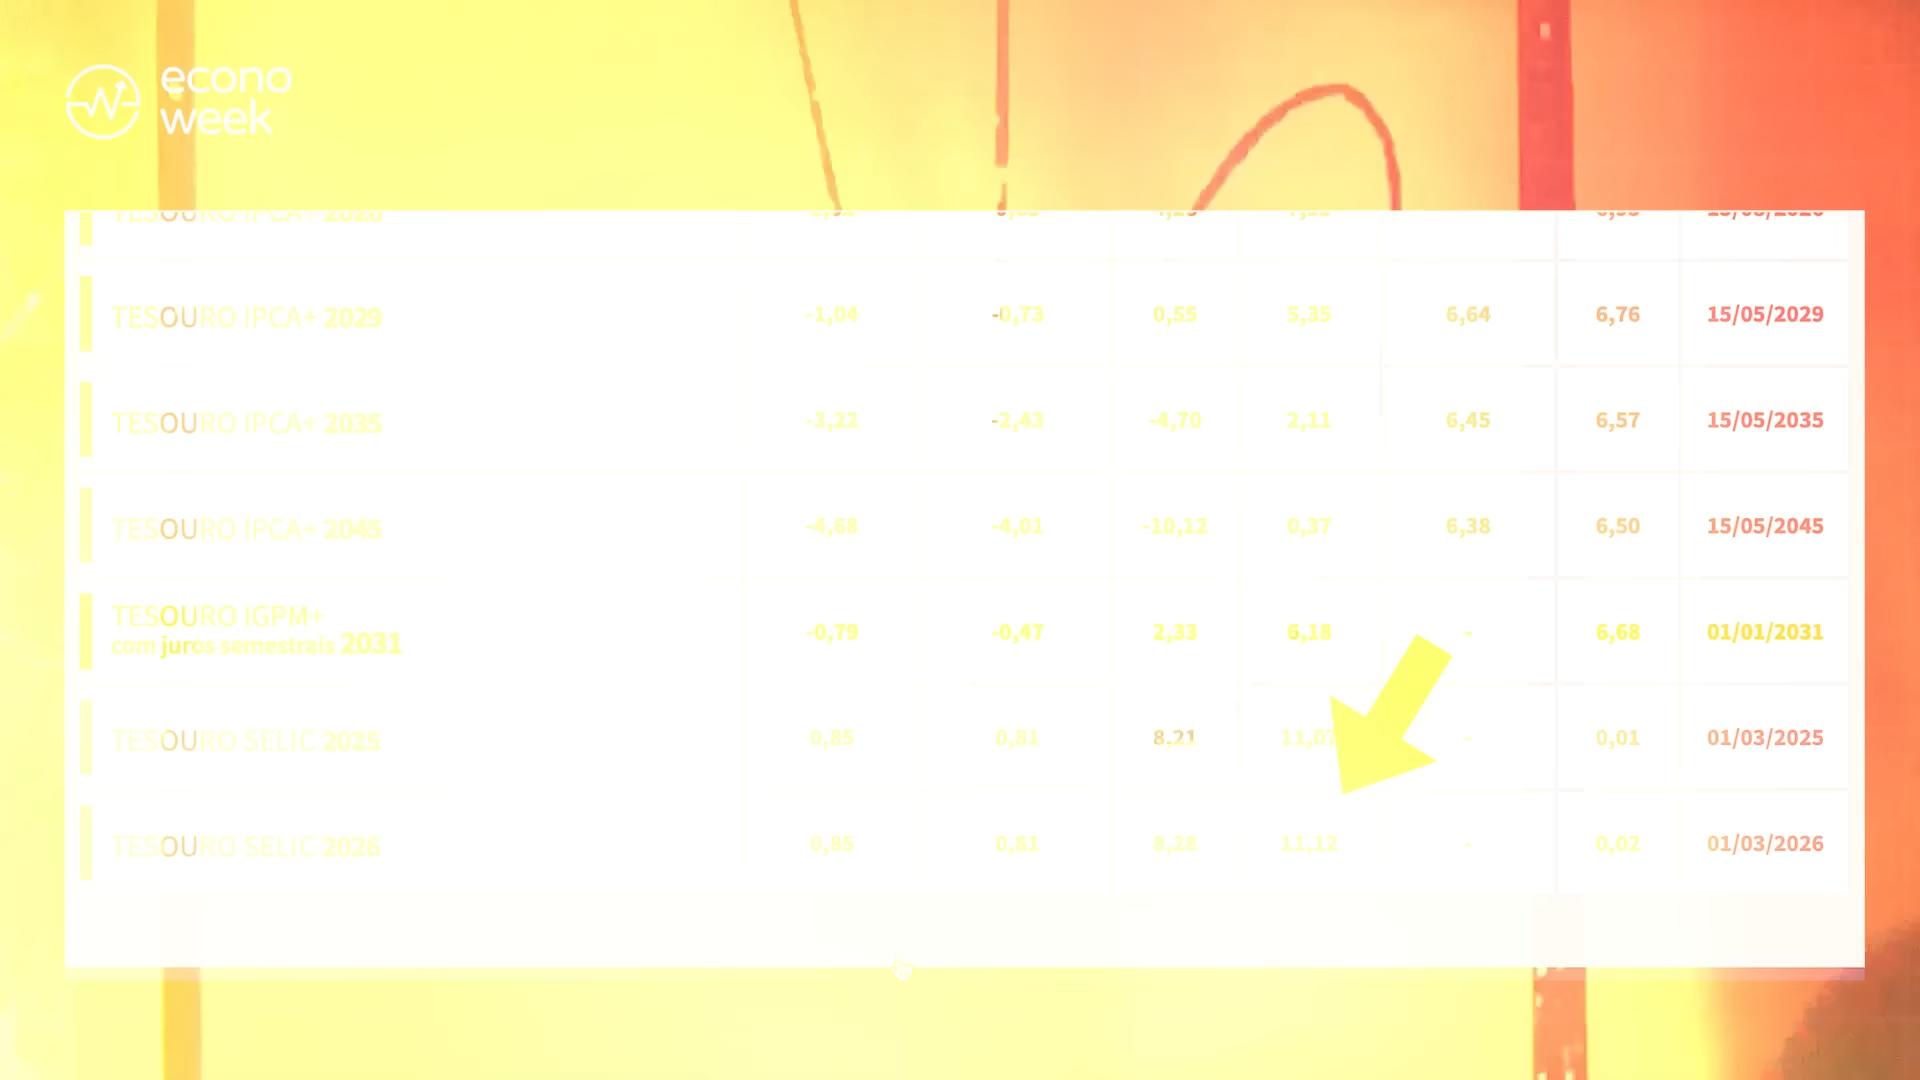 econo
week
TESOURO IPCA+ 2029 -1,04 -0,73 0,55 5,35 6,64 6,76 15/05/2029
TESOURO IPCA+ 2035 -3,22 -2,43 -4,70 2,11 6,45 6,57 15/05/2035
TESOURO IPCA+ 2045 -4,68 -4,01 -10,12 0,37 6,38 6,50 15/05/2045
TESOURO IGPM+
com juros semestrais 2031 -0,79 -0,47 2,33 6,18 - 6,68 01/01/2031
TESOURO SELIC 2025 0,85 0,81 8,21 11,07 - 0,01 01/03/2025
TESOURO SELIC 2026 0,85 0,81 8,28 11,12 - 0,02 01/03/2026